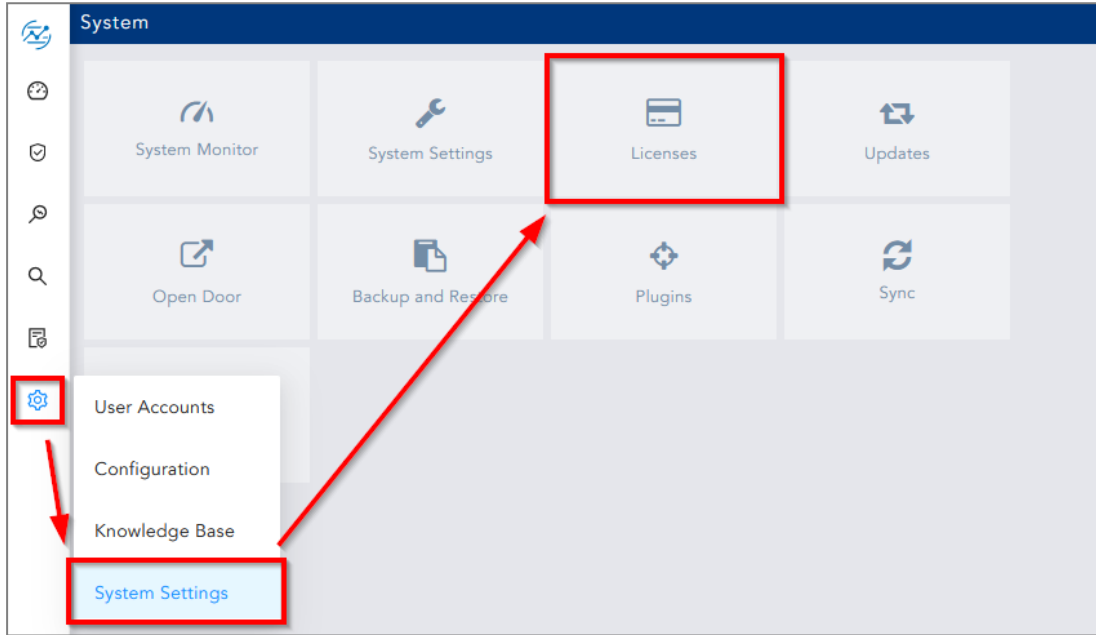 System
System Monitor
System Settings
Licenses
Updates
Open Door
Backup and Restore
Plugins
Sync
User Accounts
Configuration
Knowledge Base
System Settings